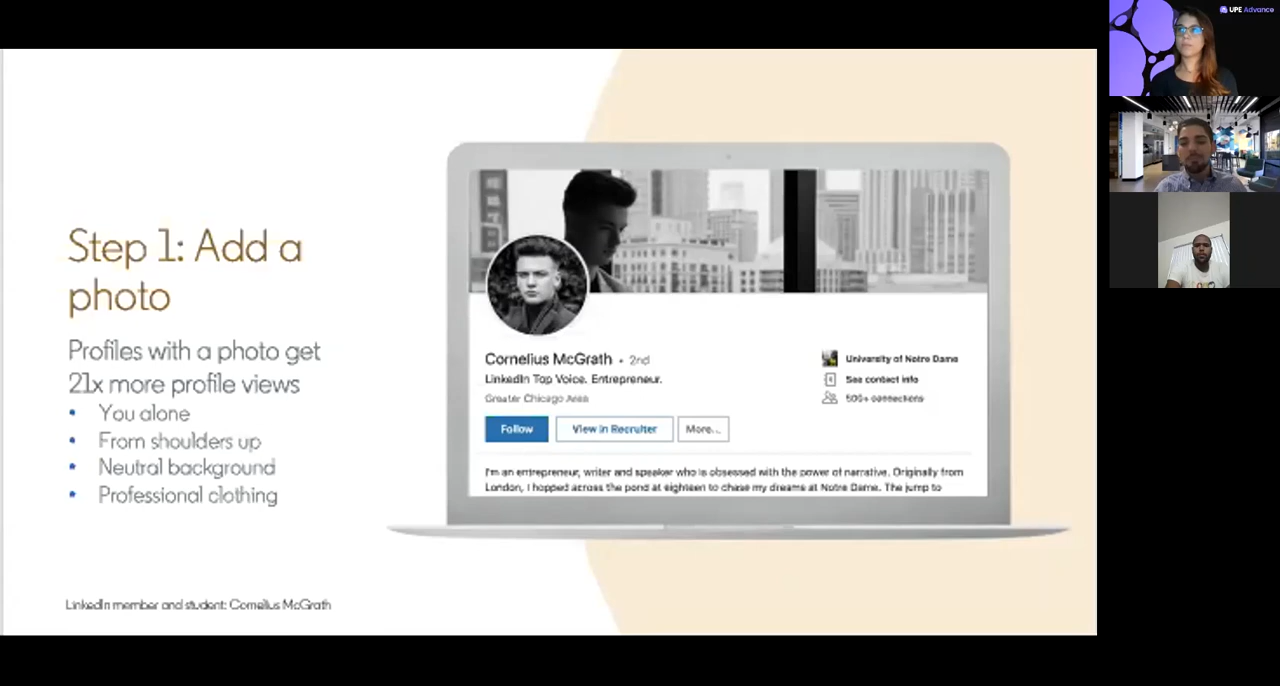 UPE Advance
Step 1: Add a
photo
Profiles with a photo get
21x more profile views
• You alone
• From shoulders up
• Neutral background
• Professional clothing
LinkedIn member and student: Cornelius McGrath
Cornelius McGrath • 2nd
LinkedIn Top Voice. Entrepreneur.
Greater Chicago Area
Follow View in Recruiter More...
University of Notre Dame
See contact info
500+ connections
I'm an entrepreneur, writer and speaker who is obsessed with the power of narrative. Originally from
London, I hopped across the pond at eighteen to chase my dreams at Notre Dame. The jump to